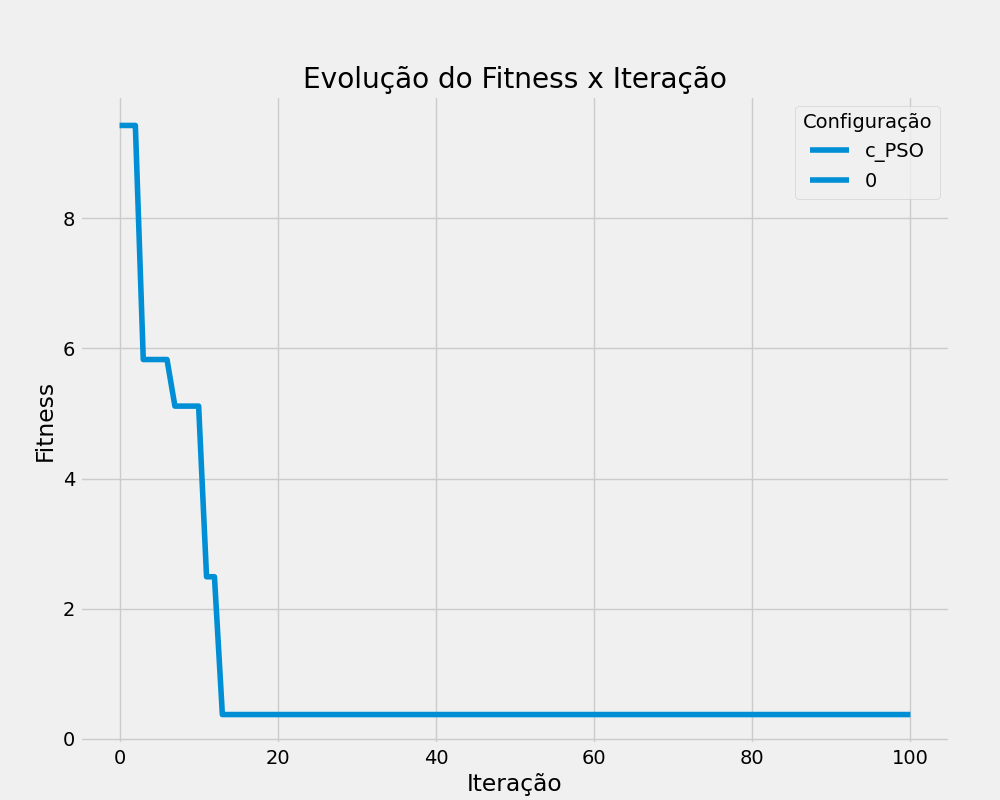 Evolução do Fitness x Iteração
Configuração
c_PSO
0
8
6
4
2
0
Fitness
0 20 40 60 80 100
Iteração